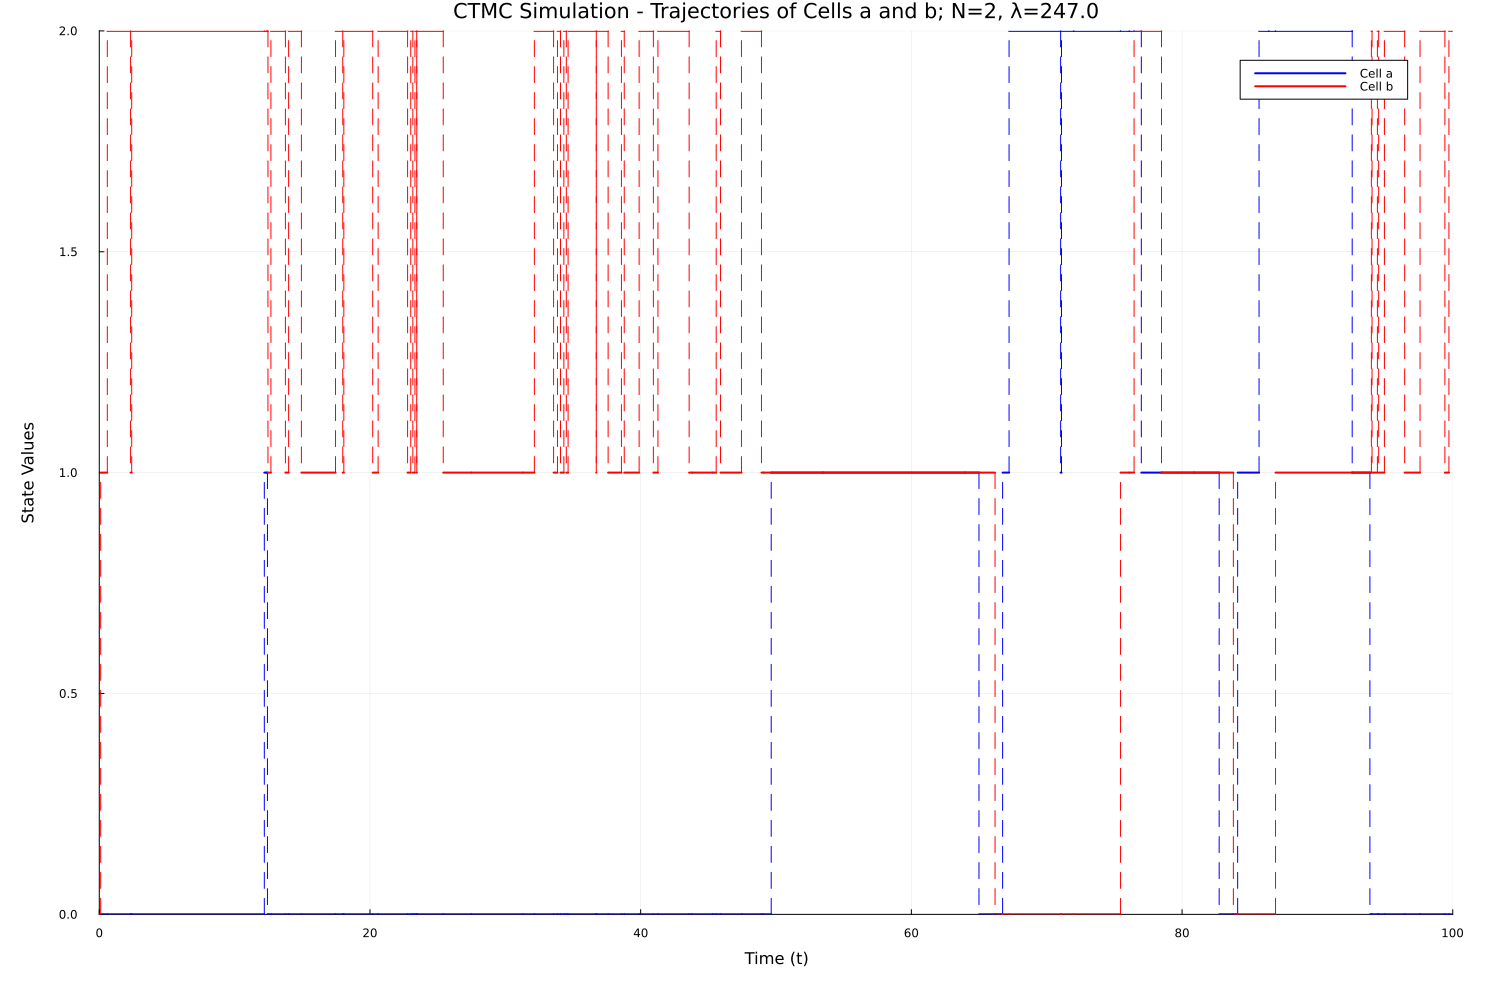 CTMC Simulation - Trajectories of Cells a and b; N=2, λ=247.0
2.0
Cell a
Cell b
1.5
1.0
State Values
0.5
0.0
0 20 40 60 80 100
Time (t)